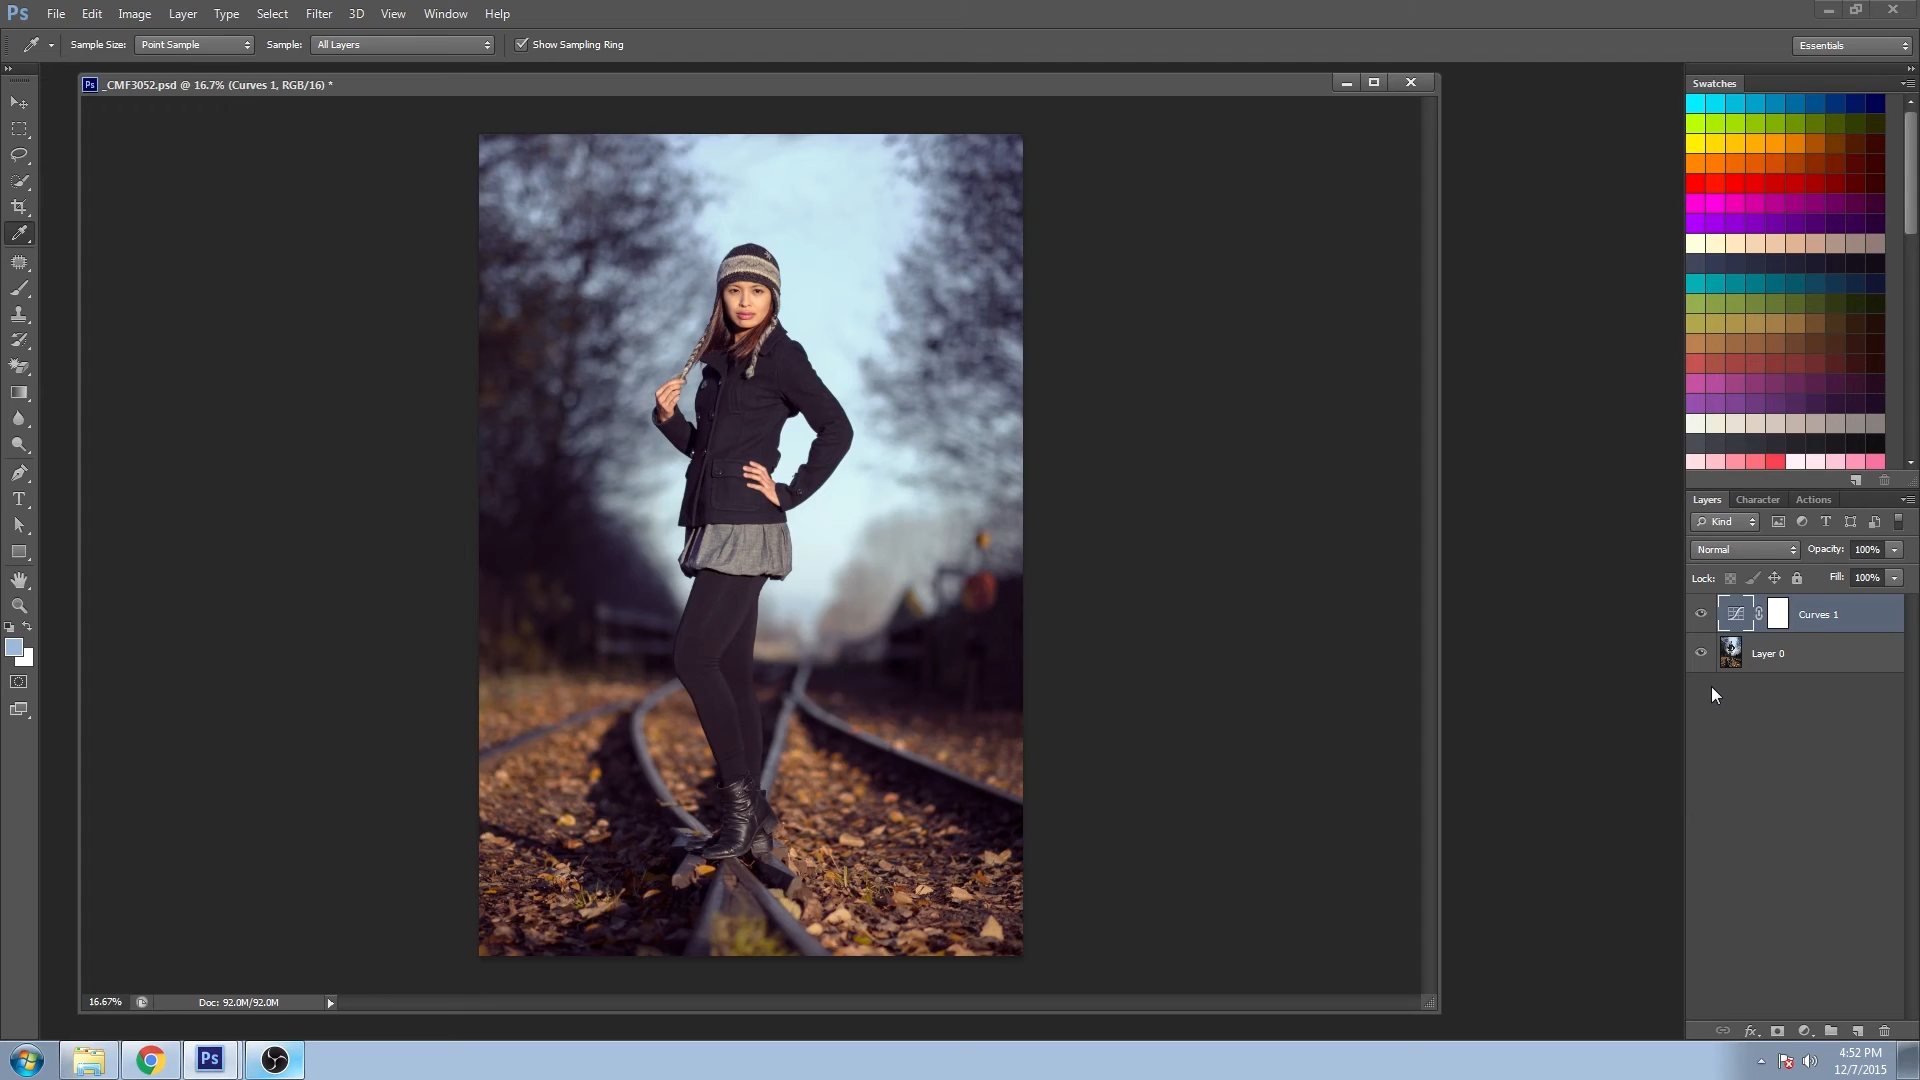 Ps File Edit Image Layer Type Select Filter 3D View Window Help
Sample Size: Point Sample Sample: All Layers Show Sampling Ring Essentials
Ps _CMF3052.psd @ 16.7% (Curves 1, RGB/16) *
Swatches
Layers Character Actions
Kind
Normal Opacity: 100%
Lock: Fill: 100%
Curves 1
Layer 0
16.67% Doc: 92.0M/92.0M
Ps
4:52 PM
12/7/2015